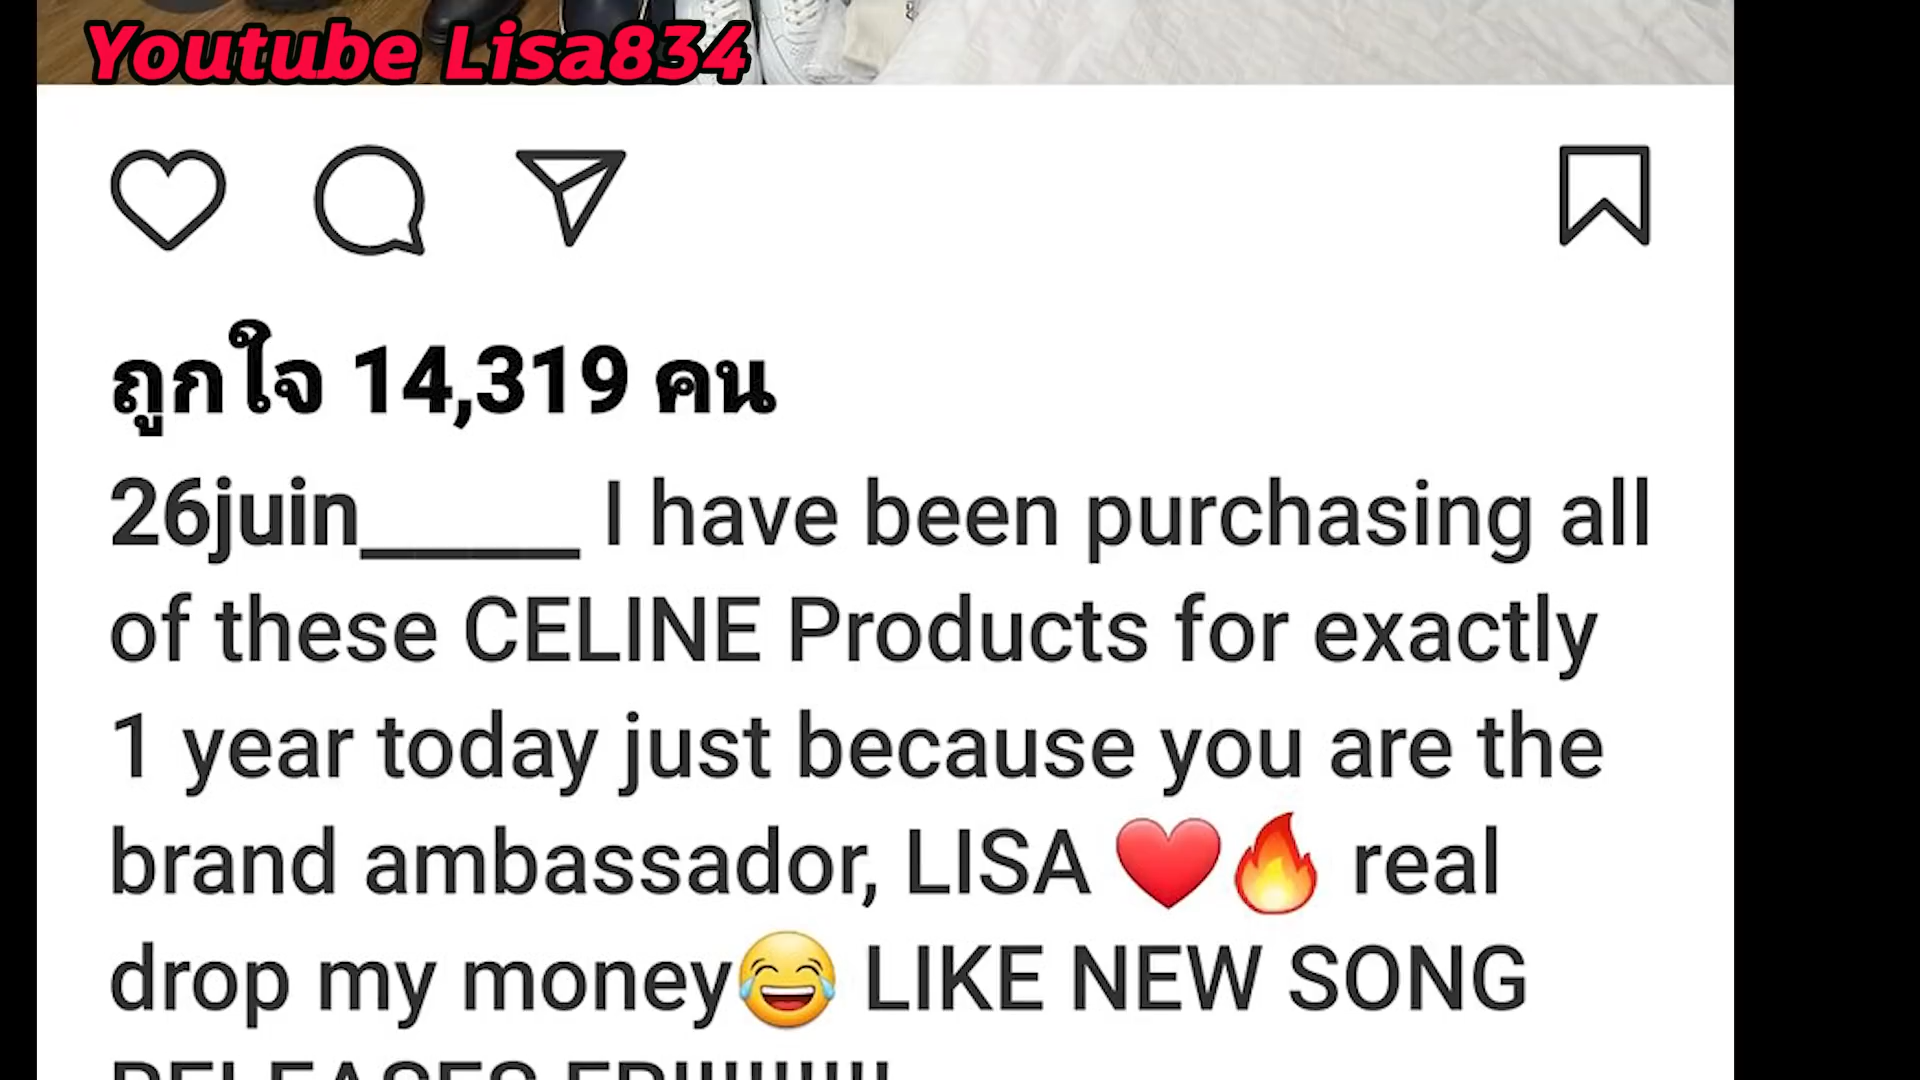 Youtube Lisa834
ถูกใจ 14,319 คน
26juin_____ I have been purchasing all
of these CELINE Products for exactly
1 year today just because you are the
brand ambassador, LISA ❤️🔥 real
drop my money😂 LIKE NEW SONG